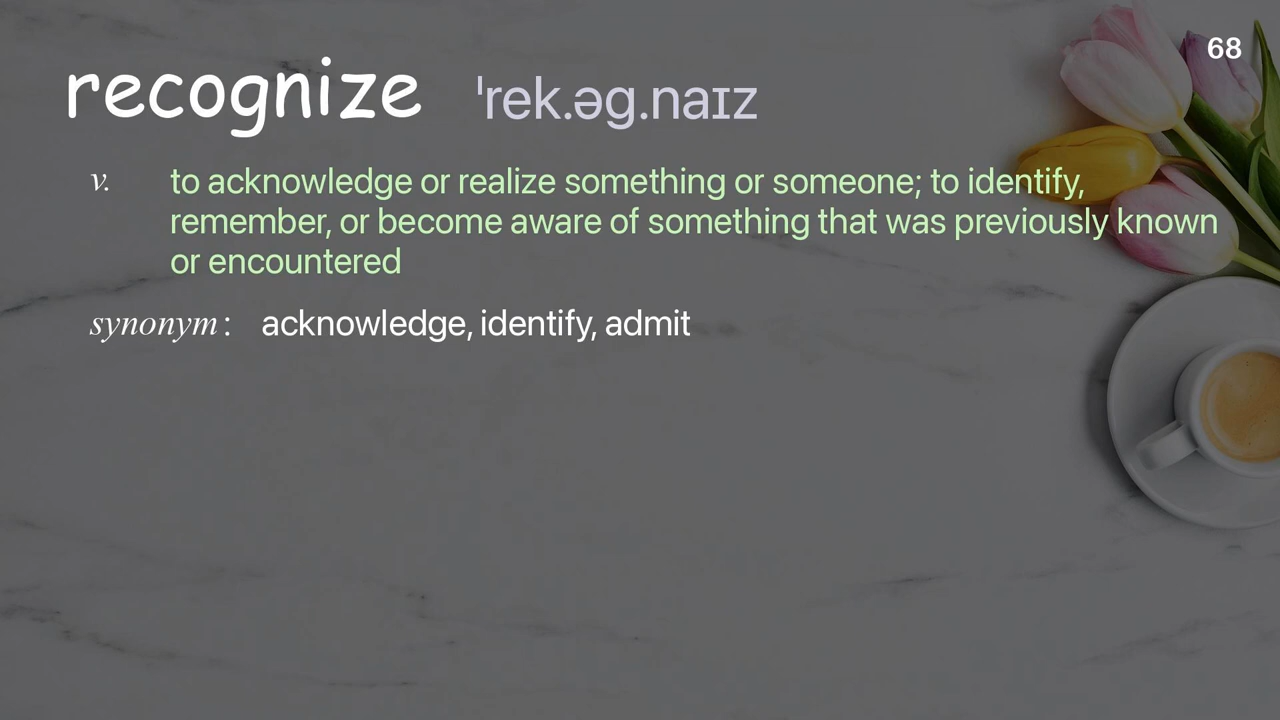 68
recognize ˈrek.əg.naɪz
v. to acknowledge or realize something or someone; to identify,
remember, or become aware of something that was previously known
or encountered
synonym: acknowledge, identify, admit